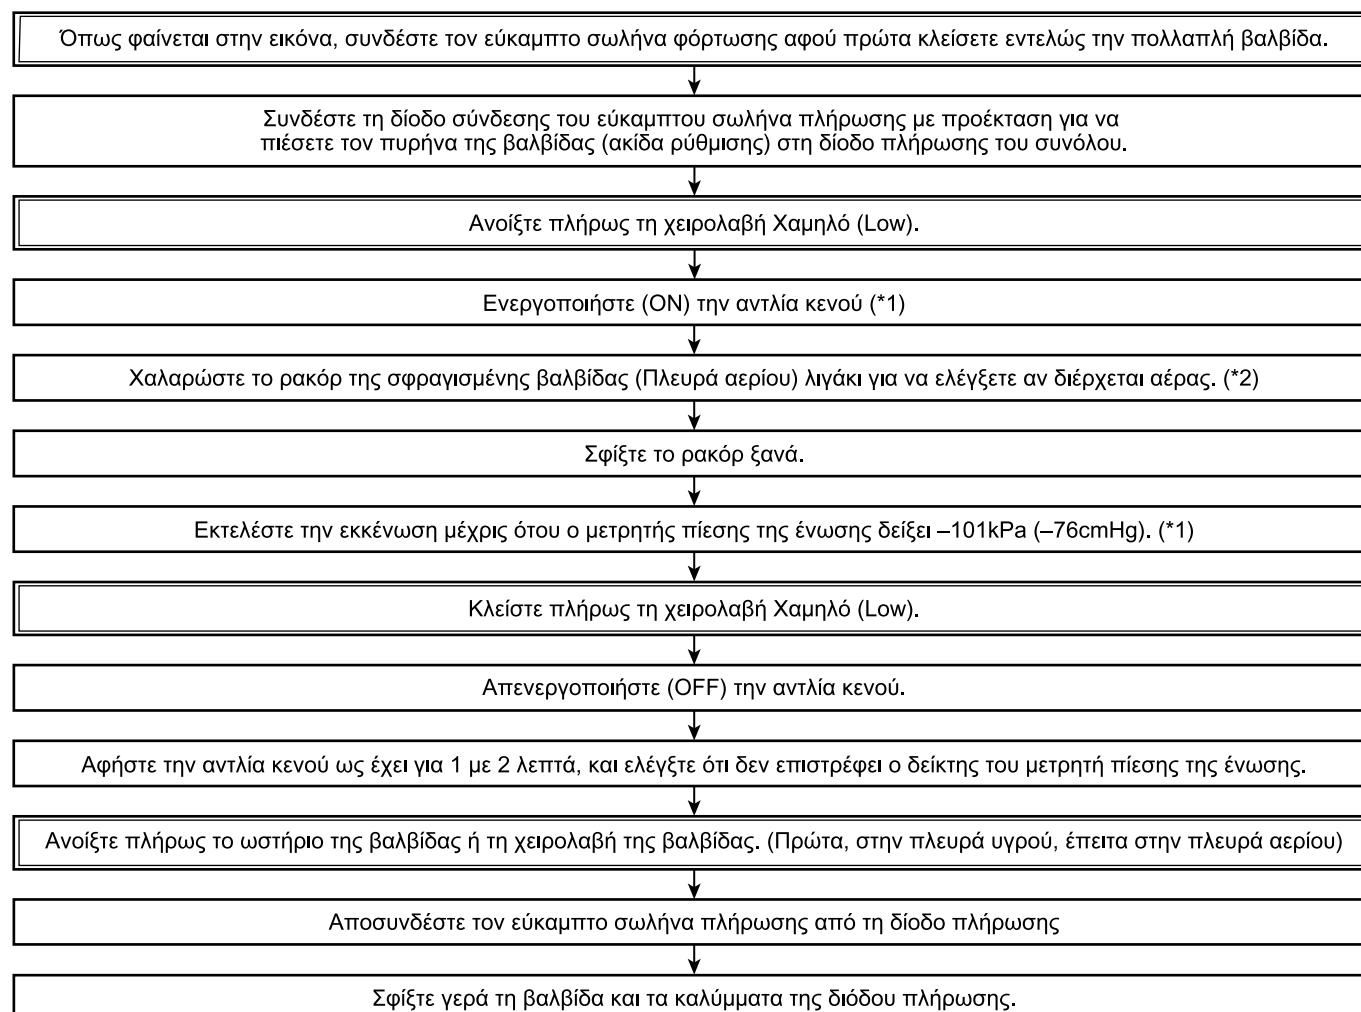 Όπως φαίνεται στην εικόνα, συνδέστε τον εύκαμπτο σωλήνα φόρτωσης αφού πρώτα κλείσετε εντελώς την πολλαπλή βαλβίδα.
Συνδέστε τη δίοδο σύνδεσης του εύκαμπτου σωλήνα πλήρωσης με προέκταση για να
πιέσετε τον πυρήνα της βαλβίδας (ακίδα ρύθμισης) στη δίοδο πλήρωσης του συνόλου.
Ανοίξτε πλήρως τη χειρολαβή Χαμηλό (Low).
Ενεργοποιήστε (ON) την αντλία κενού (*1)
Χαλαρώστε το ρακόρ της σφραγισμένης βαλβίδας (Πλευρά αερίου) λιγάκι για να ελέγξετε αν διέρχεται αέρας. (*2)
Σφίξτε το ρακόρ ξανά.
Εκτελέστε την εκκένωση μέχρις ότου ο μετρητής πίεσης της ένωσης δείξει –101kPa (–76cmHg). (*1)
Κλείστε πλήρως τη χειρολαβή Χαμηλό (Low).
Απενεργοποιήστε (OFF) την αντλία κενού.
Αφήστε την αντλία κενού ως έχει για 1 με 2 λεπτά, και ελέγξτε ότι δεν επιστρέφει ο δείκτης του μετρητή πίεσης της ένωσης.
Ανοίξτε πλήρως το ωστήριο της βαλβίδας ή τη χειρολαβή της βαλβίδας. (Πρώτα, στην πλευρά υγρού, έπειτα στην πλευρά αερίου)
Αποσυνδέστε τον εύκαμπτο σωλήνα πλήρωσης από τη δίοδο πλήρωσης
Σφίξτε γερά τη βαλβίδα και τα καλύμματα της διόδου πλήρωσης.